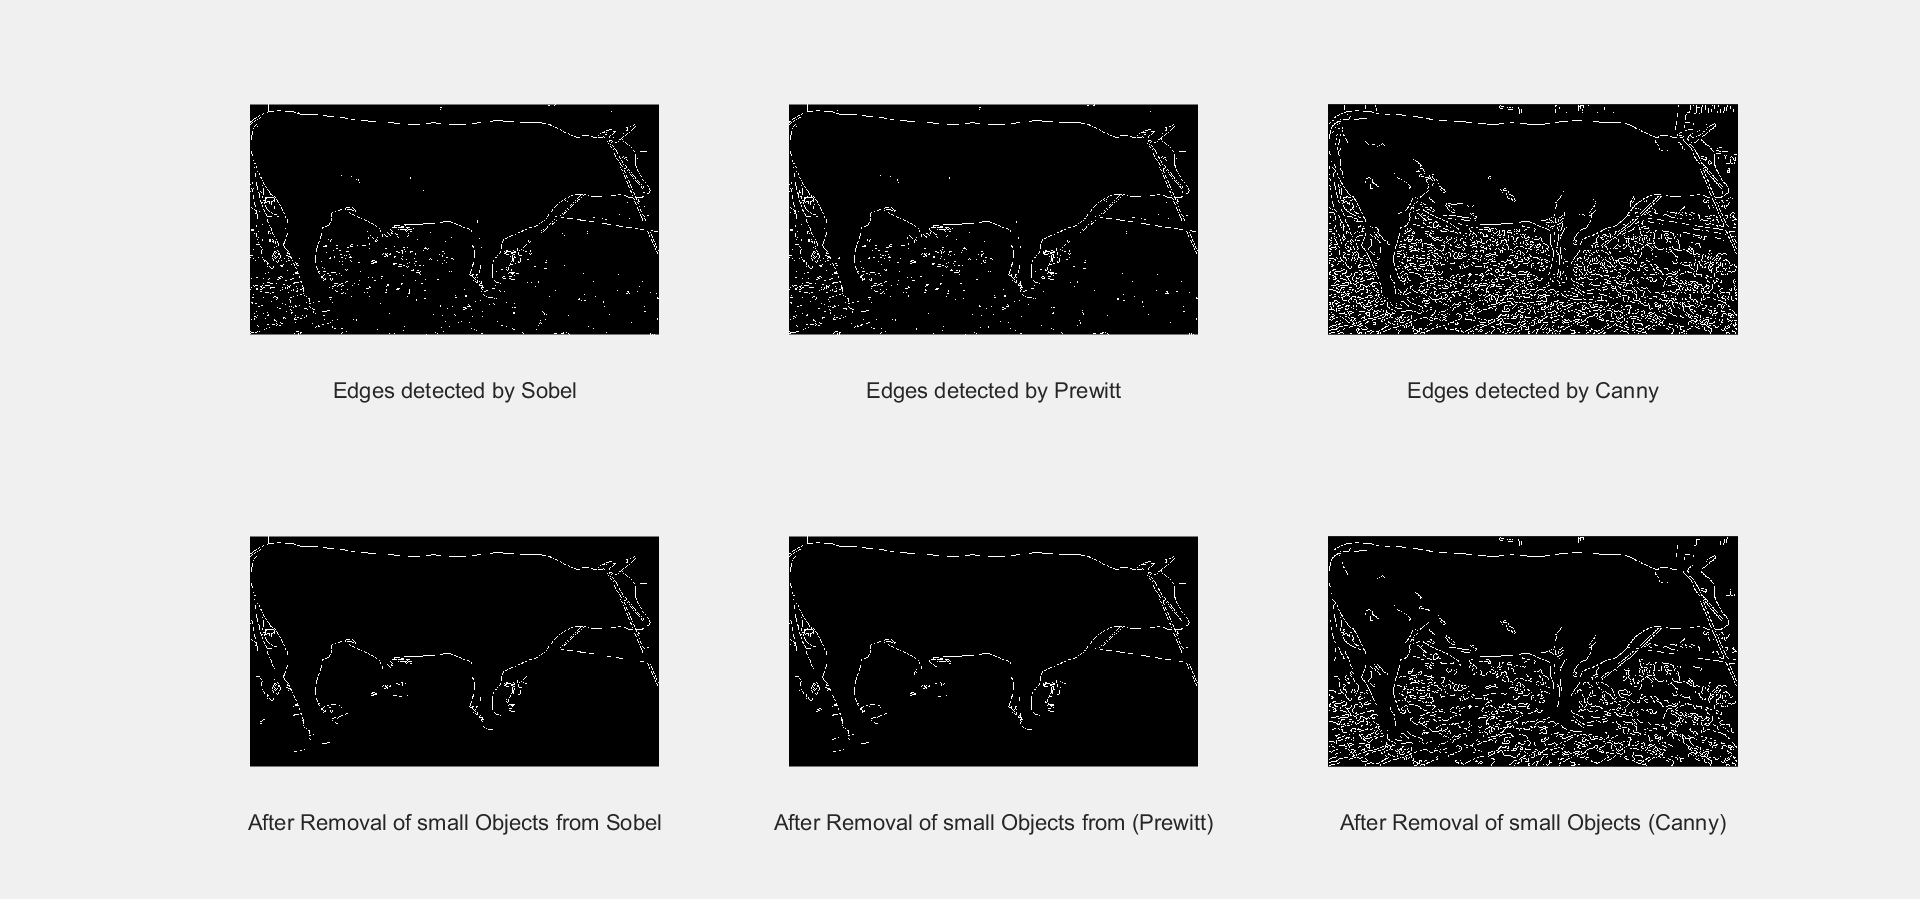 Edges detected by Sobel
Edges detected by Prewitt
Edges detected by Canny
After Removal of small Objects from Sobel
After Removal of small Objects from (Prewitt)
After Removal of small Objects (Canny)